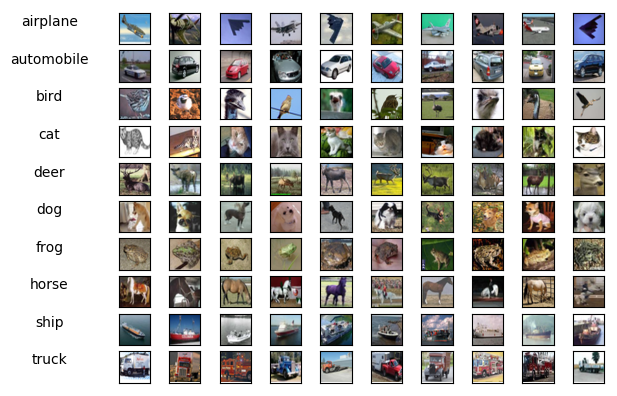 airplane
automobile
bird
cat
deer
dog
frog
horse
ship
truck